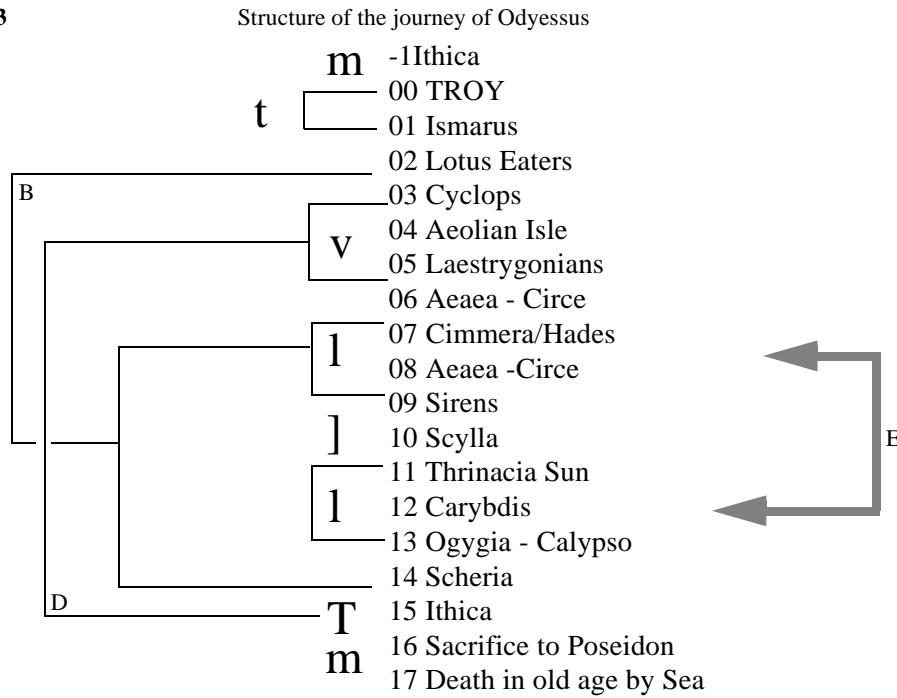 3 Structure of the journey of Odyessus
m -1Ithica
00 TROY
t
01 Ismarus
02 Lotus Eaters
B
03 Cyclops
v 04 Aeolian Isle
05 Laestrygonians
06 Aeaea - Circe
07 Cimmera/Hades
l
08 Aeaea -Circe
09 Sirens
] 10 Scylla
E
11 Thrinacia Sun
l 12 Carybdis
13 Ogygia - Calypso
14 Scheria
D
T 15 Ithica
16 Sacrifice to Poseidon
m
17 Death in old age by Sea